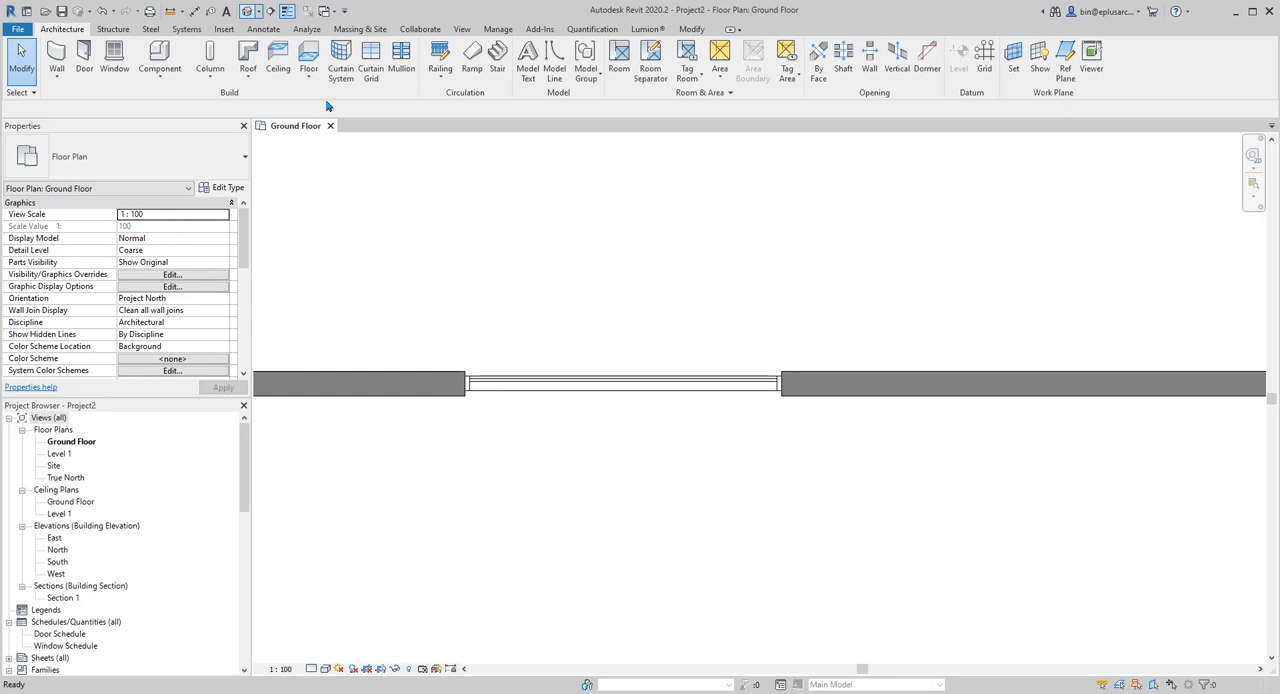 Autodesk Revit 2020.2 - Project2 - Floor Plan: Ground Floor
bin@eplusarc...
File Architecture Structure Steel Systems Insert Annotate Analyze Massing & Site Collaborate View Manage Add-Ins Quantification Lumion® Modify
Modify
Wall Door Window Component Column Roof Ceiling Floor Curtain System Curtain Grid Mullion
Railing Ramp Stair
Model Text Model Line Model Group
Room Room Separator Tag Room Area Area Boundary Tag Area
By Face Shaft Wall Vertical Dormer
Level Grid
Set Show Ref Plane Viewer
Select Build Circulation Model Room & Area Opening Datum Work Plane
Properties
Ground Floor
Floor Plan
Floor Plan: Ground Floor
Edit Type
Graphics
View Scale 1 : 100
Scale Value 1: 100
Display Model Normal
Detail Level Coarse
Parts Visibility Show Original
Visibility/Graphics Overrides Edit...
Graphic Display Options Edit...
Orientation Project North
Wall Join Display Clean all wall joins
Discipline Architectural
Show Hidden Lines By Discipline
Color Scheme Location Background
Color Scheme <none>
System Color Schemes Edit...
Properties help
Apply
Project Browser - Project2
Views (all)
Floor Plans
Ground Floor
Level 1
Site
True North
Ceiling Plans
Ground Floor
Level 1
Elevations (Building Elevation)
East
North
South
West
Sections (Building Section)
Section 1
Legends
Schedules/Quantities (all)
Door Schedule
Window Schedule
Sheets (all)
Families
1 : 100
Ready
:0
Main Model
:0